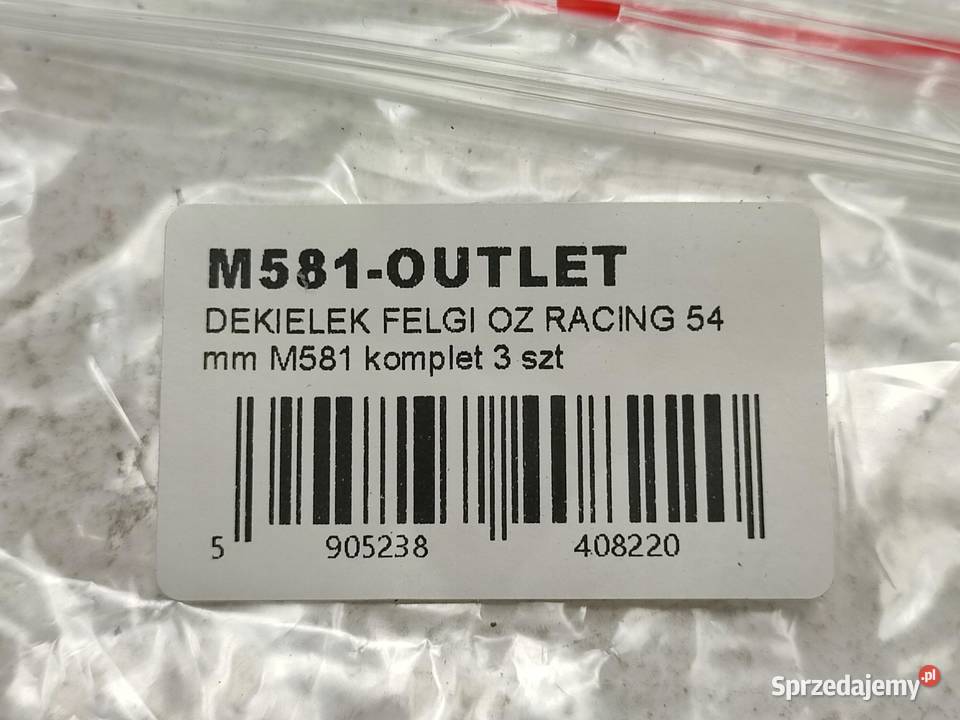 M581-OUTLET
DEKIELEK FELGI OZ RACING 54
mm M581 komplet 3 szt
5 905238 408220
Sprzedajemy.pl